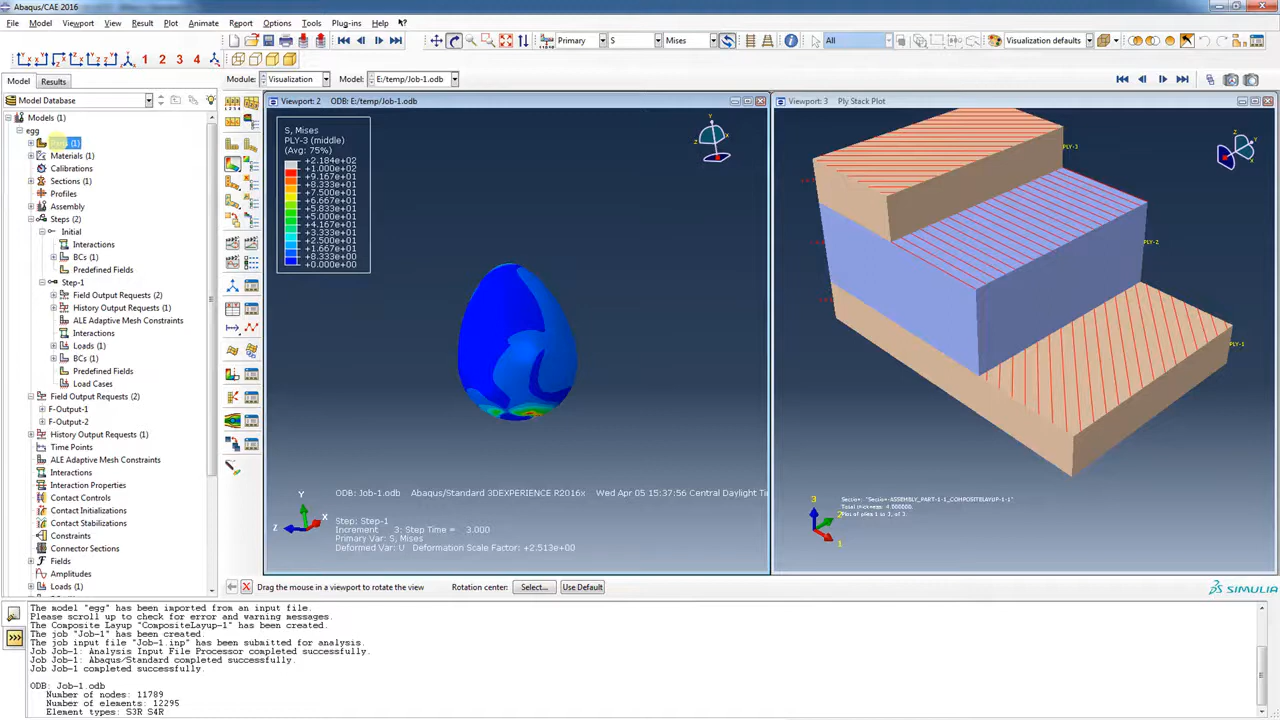 Abaqus/CAE 2016
File Model Viewport View Result Plot Animate Report Options Tools Plug-ins Help
Primary S Mises All Visualization defaults
1 2 3 4
Model Results Module: Visualization Model: E:/temp/Job-1.odb
Model Database
Models (1)
egg
Materials (1)
Calibrations
Sections (1)
Profiles
Assembly
Steps (2)
Initial
Interactions
BCs (1)
Predefined Fields
Step-1
Field Output Requests (2)
History Output Requests (1)
ALE Adaptive Mesh Constraints
Interactions
Loads (1)
BCs (1)
Predefined Fields
Load Cases
Field Output Requests (2)
F-Output-1
F-Output-2
History Output Requests (1)
Time Points
ALE Adaptive Mesh Constraints
Interactions
Interaction Properties
Contact Controls
Contact Initializations
Contact Stabilizations
Constraints
Connector Sections
Fields
Amplitudes
Loads (1)
Viewport: 2 ODB: E:/temp/Job-1.odb
S, Mises
PLY-3 (middle)
(Avg: 75%)
+2.184e+02
+1.000e+02
+9.167e+01
+8.333e+01
+7.500e+01
+6.667e+01
+5.833e+01
+5.000e+01
+4.167e+01
+3.333e+01
+2.500e+01
+1.667e+01
+8.333e+00
+0.000e+00
Y
Z X
ODB: Job-1.odb Abaqus/Standard 3DEXPERIENCE R2016x Wed Apr 05 15:37:56 Central Daylight
Step: Step-1
Increment 3: Step Time = 3.000
Primary Var: S, Mises
Deformed Var: U Deformation Scale Factor: +2.513e+00
Viewport: 3 Ply Stack Plot
PLY-3
PLY-2
PLY-1
3
2
1
Total thickness: 4.000000.
Drag the mouse in a viewport to rotate the view Rotation center: Select... Use Default
SIMULIA
The model "egg" has been imported from an input file.
Please scroll up to check for error and warning messages.
The Composite Layup "CompositeLayup-1" has been created.
The job "Job-1" has been created.
The job input file "Job-1.inp" has been submitted for analysis.
Job Job-1: Analysis Input File Processor completed successfully.
Job Job-1: Abaqus/Standard completed successfully.
Job Job-1 completed successfully.
ODB: Job-1.odb
Number of nodes: 11789
Number of elements: 12295
Element types: S3R S4R